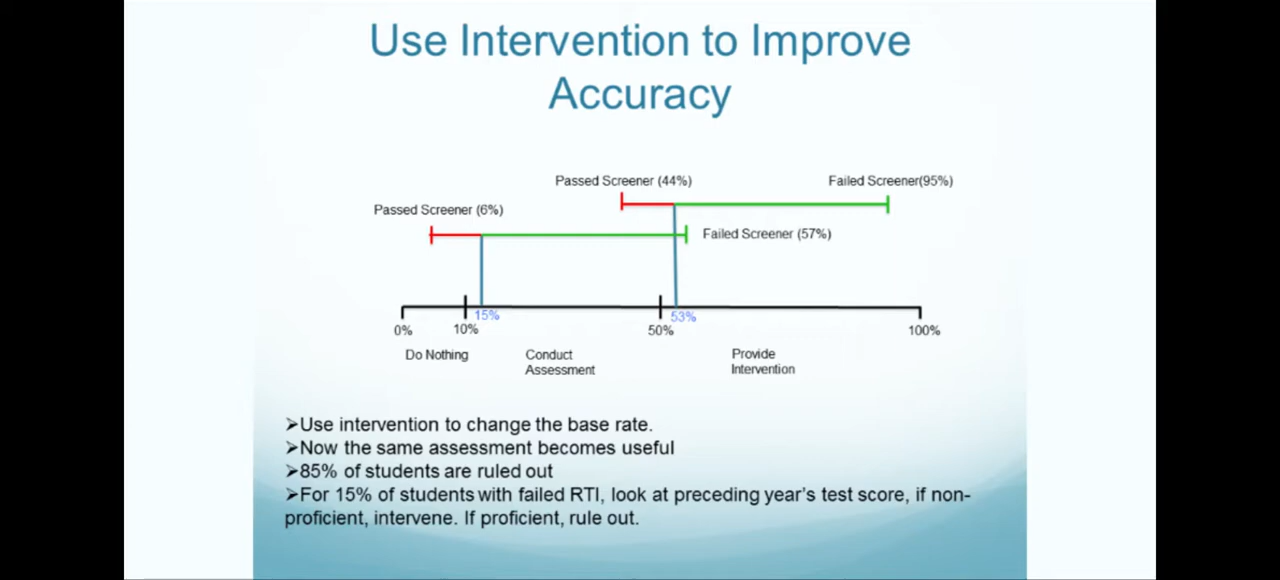 Use Intervention to Improve
Accuracy
Passed Screener (44%)
Failed Screener(95%)
Passed Screener (6%)
Failed Screener (57%)
15%
53%
0%
10%
50%
100%
Do Nothing
Conduct
Assessment
Provide
Intervention
➢Use intervention to change the base rate.
➢Now the same assessment becomes useful
➢85% of students are ruled out
➢For 15% of students with failed RTI, look at preceding year’s test score, if non-
proficient, intervene. If proficient, rule out.